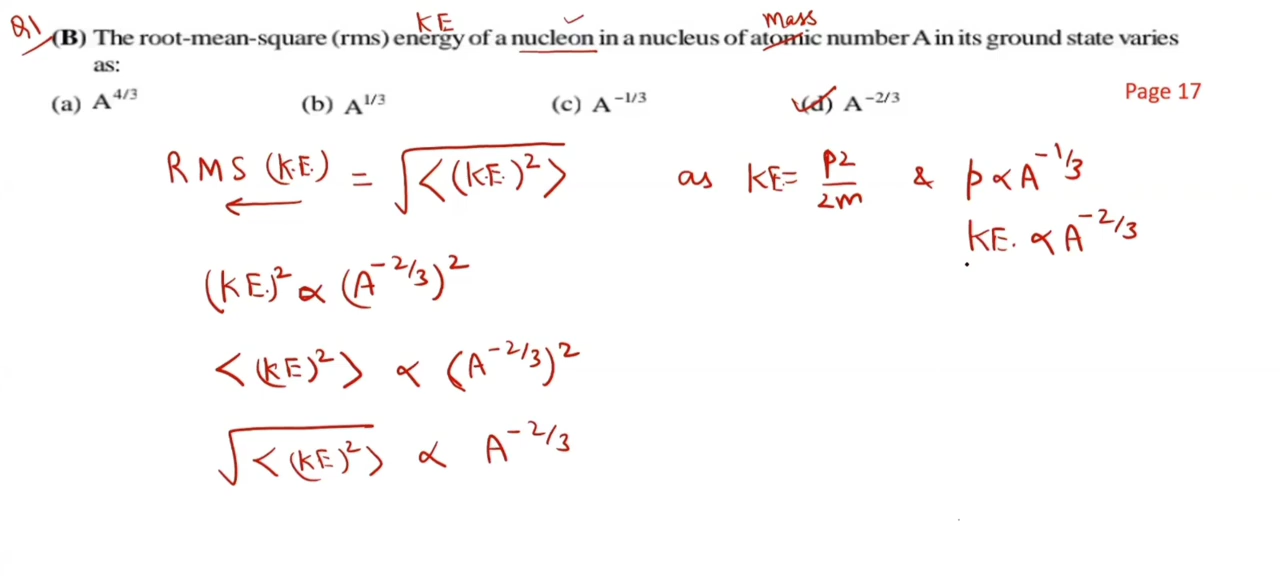 Q1 (B) The root-mean-square (rms) energy of a nucleon in a nucleus of atomic number A in its ground state varies
KE mass
as:
(a) A^4/3 (b) A^1/3 (c) A^−1/3 (d) A^−2/3 Page 17
RMS (K.E.) = √<(K.E.)²> as KE = p²/2m & p ∝ A^-1/3
KE. ∝ A^-2/3
(KE.)² ∝ (A^-2/3)²
<(KE)²> ∝ (A^-2/3)²
√<(KE)²> ∝ A^-2/3